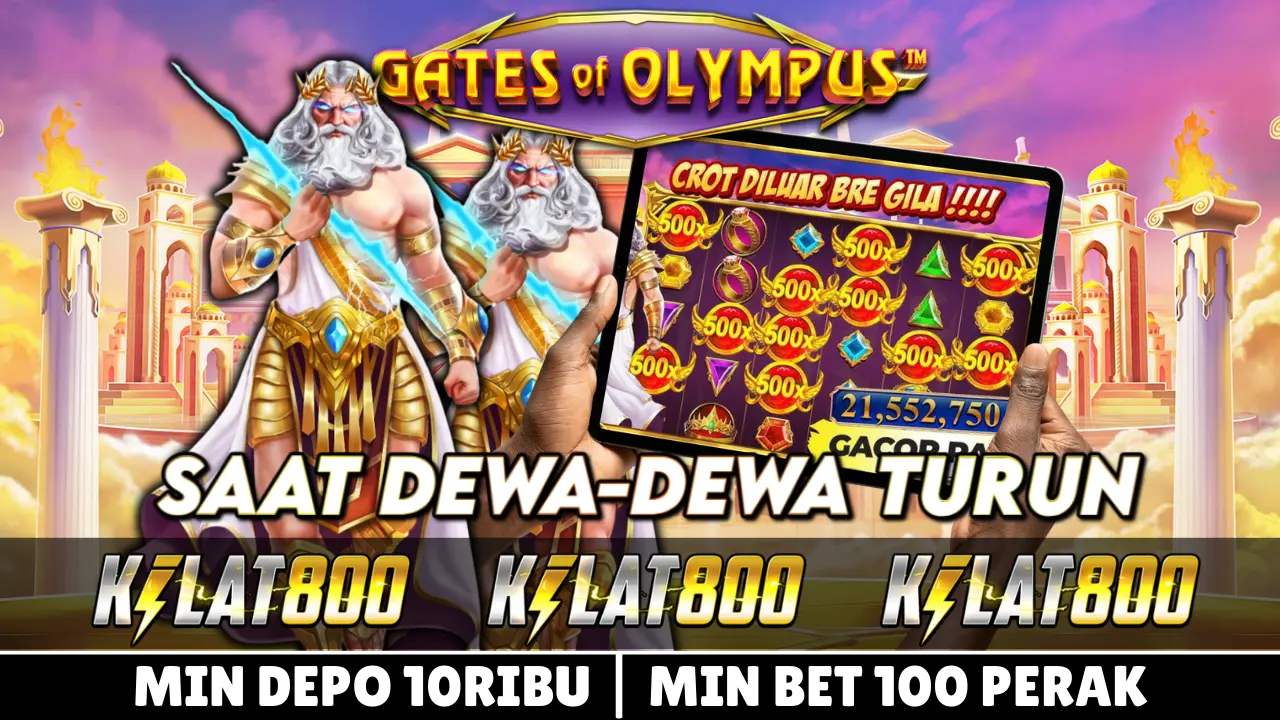 GATES of OLYMPUS™
CROT DILUAR BRE GILA !!!!
500x 500x 500x
500x 500x
500x 500x
500x 500x 500x
500x
21,552,750
GACOR
SAAT DEWA-DEWA TURUN
KILAT800 KILAT800 KILAT800
MIN DEPO 10RIBU | MIN BET 100 PERAK